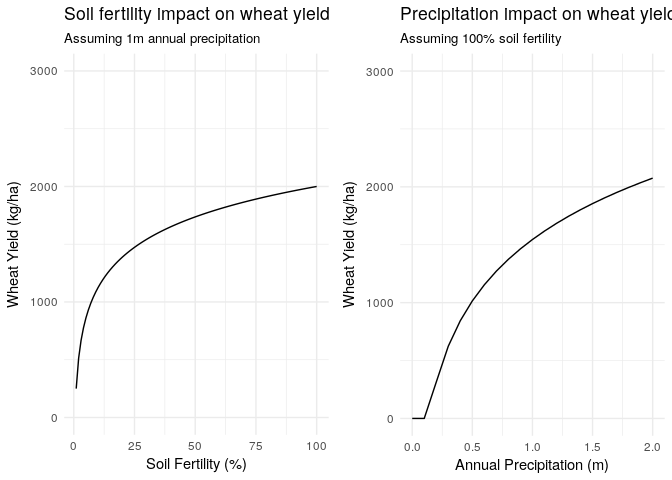 Soil fertility impact on wheat yield
Assuming 1m annual precipitation
3000
2000
1000
0
Wheat Yield (kg/ha)
0 25 50 75 100
Soil Fertility (%)
Precipitation impact on wheat yield
Assuming 100% soil fertility
3000
2000
1000
0
Wheat Yield (kg/ha)
0.0 0.5 1.0 1.5 2.0
Annual Precipitation (m)